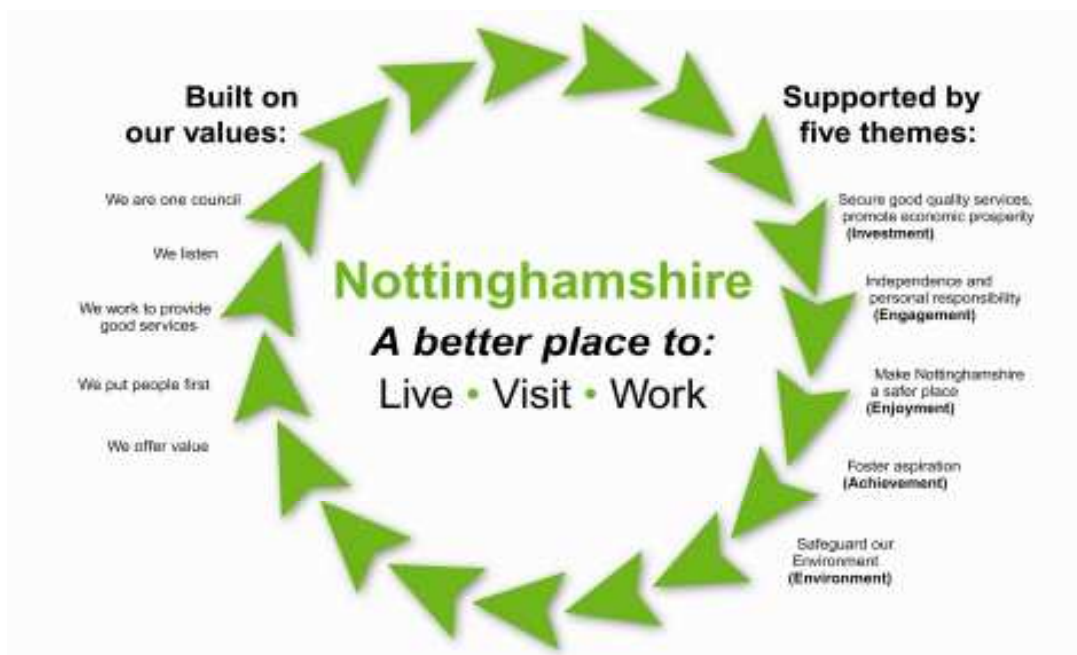 Built on
our values:
We are one council
We listen
We work to provide
good services
We put people first
We offer value
Nottinghamshire
A better place to:
Live • Visit • Work
Supported by
five themes:
Secure good quality services,
promote economic prosperity
(Investment)
Independence and
personal responsibility
(Engagement)
Make Nottinghamshire
a safer place
(Enjoyment)
Foster aspiration
(Achievement)
Safeguard our
Environment
(Environment)